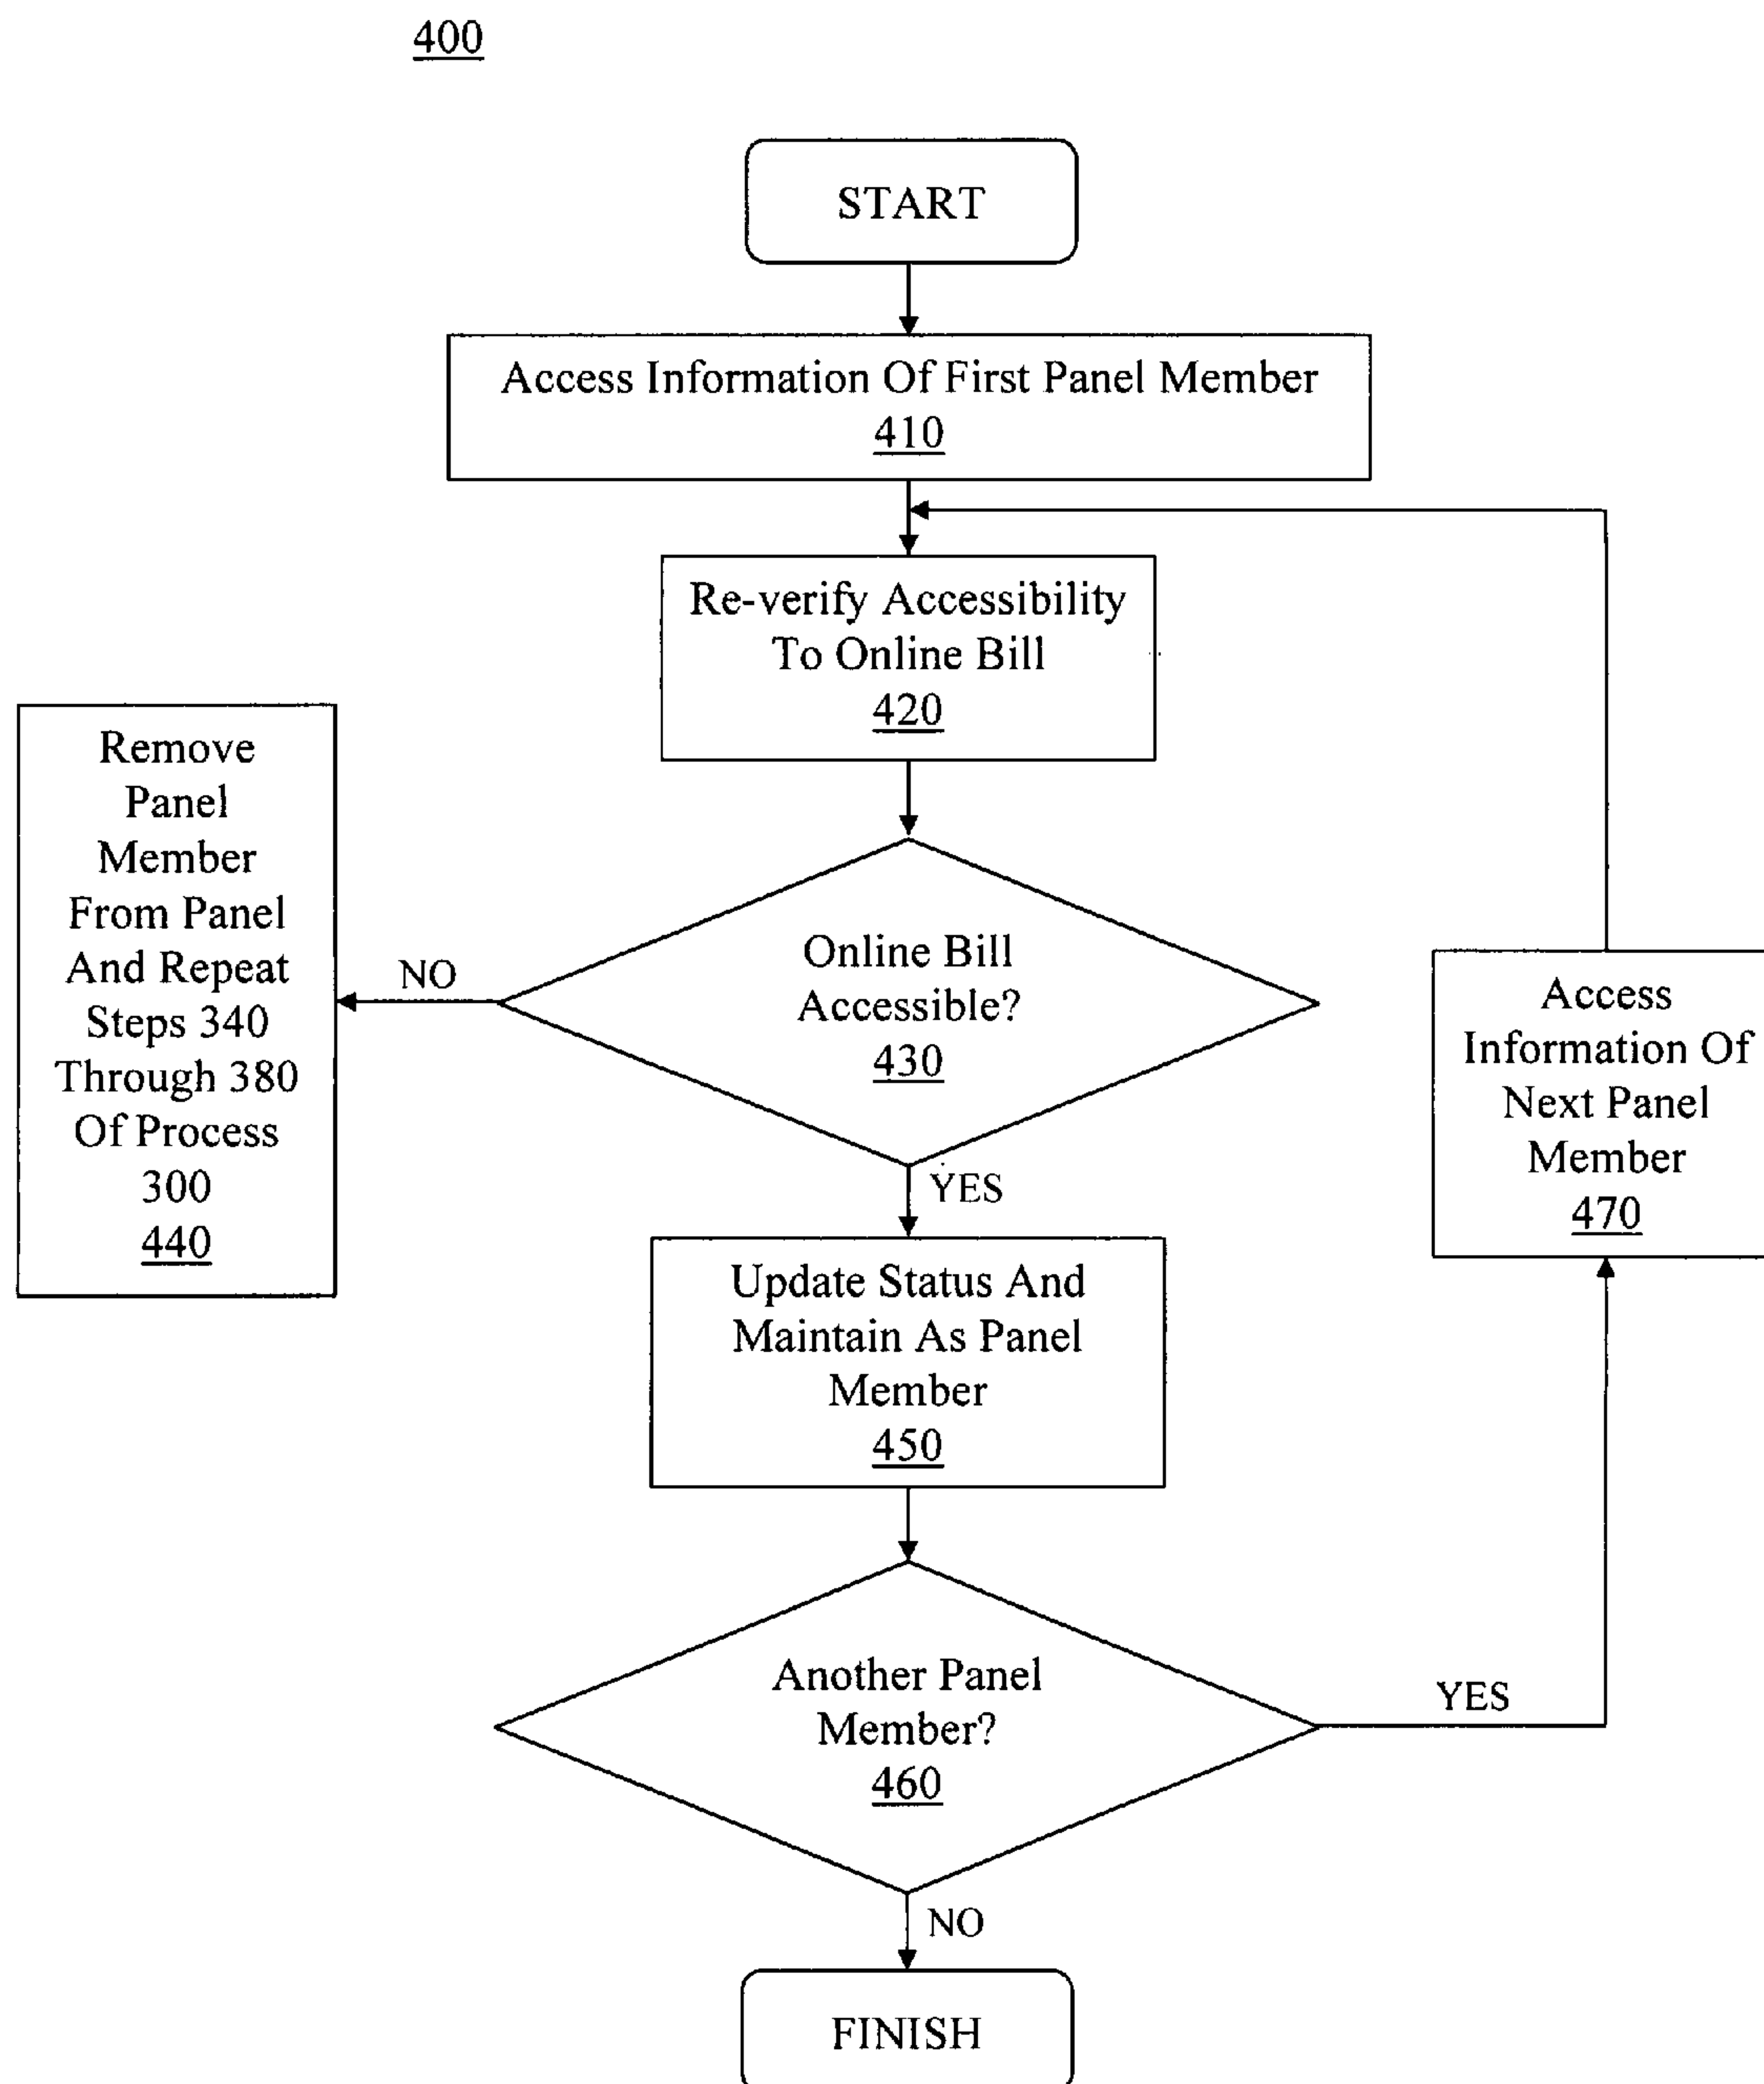 400
START
Access Information Of First Panel Member
410
Re-verify Accessibility
To Online Bill
420
Remove
Panel
Member
From Panel
And Repeat
Steps 340
Through 380
Of Process
300
440
NO
Online Bill
Accessible?
430
YES
Access
Information Of
Next Panel
Member
470
Update Status And
Maintain As Panel
Member
450
Another Panel
Member?
460
YES
NO
FINISH